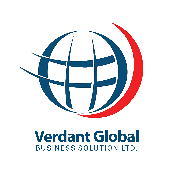 Verdant Global
BUSINESS SOLUTION LTD.